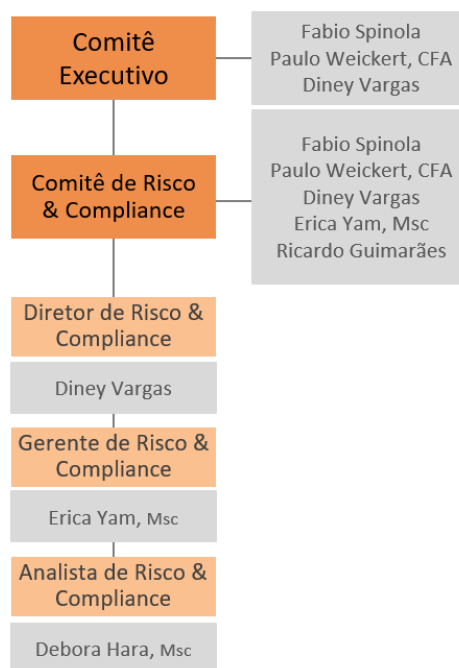 Comitê
Executivo
Fabio Spinola
Paulo Weickert, CFA
Diney Vargas
Comitê de Risco
& Compliance
Fabio Spinola
Paulo Weickert, CFA
Diney Vargas
Erica Yam, Msc
Ricardo Guimarães
Diretor de Risco &
Compliance
Diney Vargas
Gerente de Risco &
Compliance
Erica Yam, Msc
Analista de Risco &
Compliance
Debora Hara, Msc